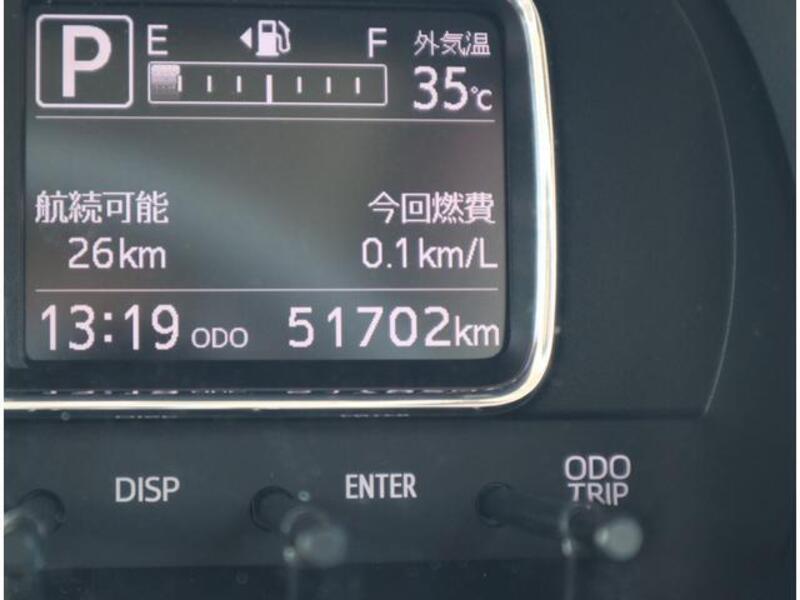 P E F 外気温
35℃
航続可能 今回燃費
26km 0.1km/L
13:19 ODO 51702km
DISP ENTER ODO
TRIP